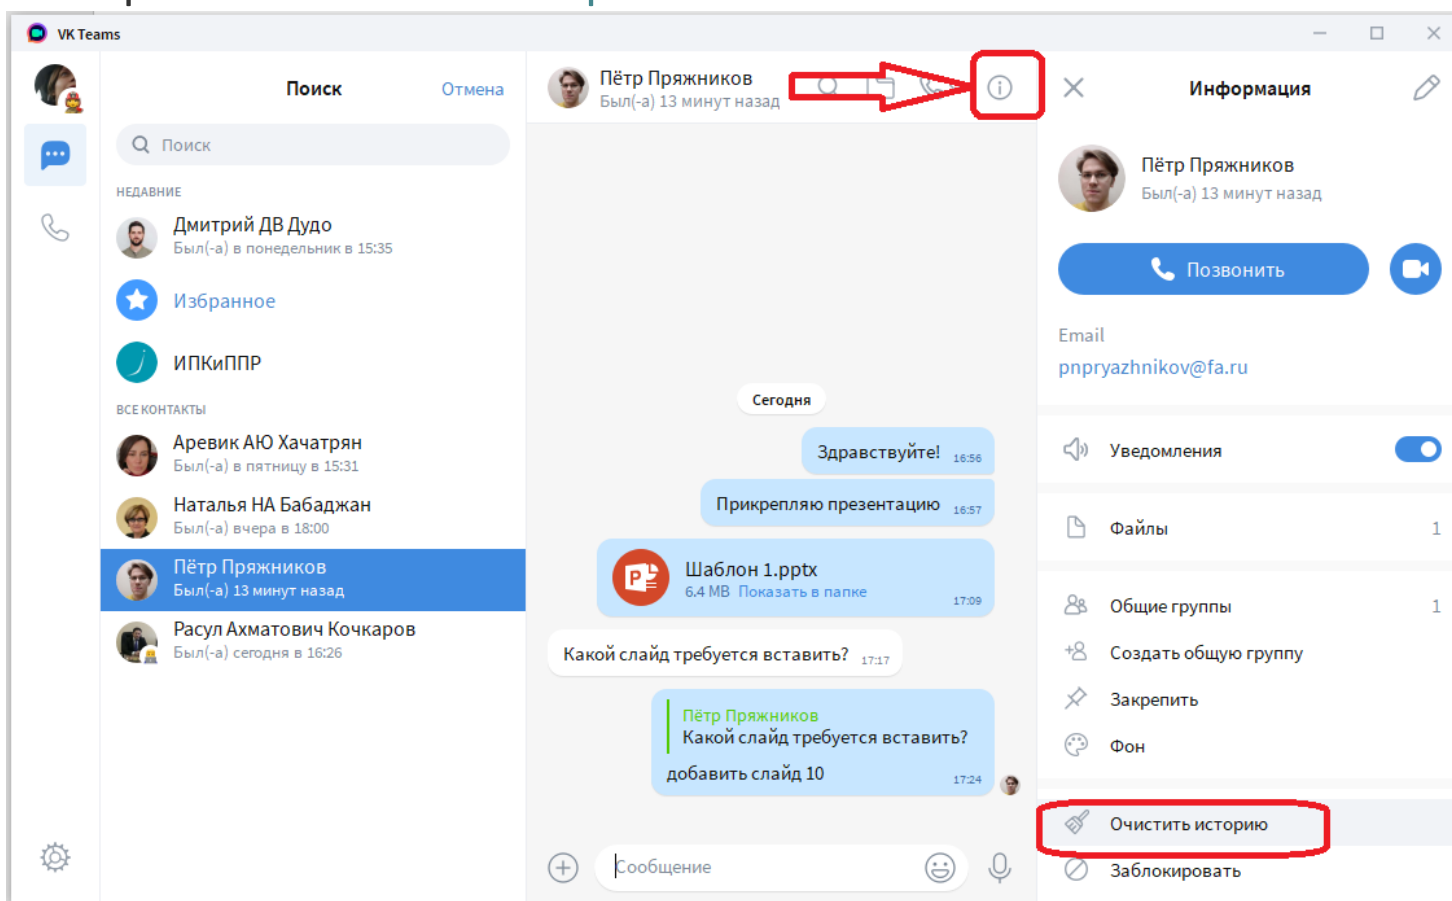 VK Teams
Поиск
Отмена
Поиск
НЕДАВНИЕ
Дмитрий ДВ Дудо
Был(-а) в понедельник в 15:35
Избранное
ИПКиППР
ВСЕ КОНТАКТЫ
Аревик АЮ Хачатрян
Был(-а) в пятницу в 15:31
Наталья НА Бабаджан
Был(-а) вчера в 18:00
Пётр Пряжников
Был(-а) 13 минут назад
Расул Ахматович Кочкаров
Был(-а) сегодня в 16:26
Пётр Пряжников
Был(-а) 13 минут назад
Сегодня
Здравствуйте! 16:56
Прикрепляю презентацию 16:57
Шаблон 1.pptx
6.4 MB Показать в папке 17:09
Какой слайд требуется вставить? 17:17
Пётр Пряжников
Какой слайд требуется вставить?
добавить слайд 10 17:24
Сообщение
Информация
Пётр Пряжников
Был(-а) 13 минут назад
Позвонить
Email
pnpryazhnikov@fa.ru
Уведомления
Файлы 1
Общие группы 1
Создать общую группу
Закрепить
Фон
Очистить историю
Заблокировать